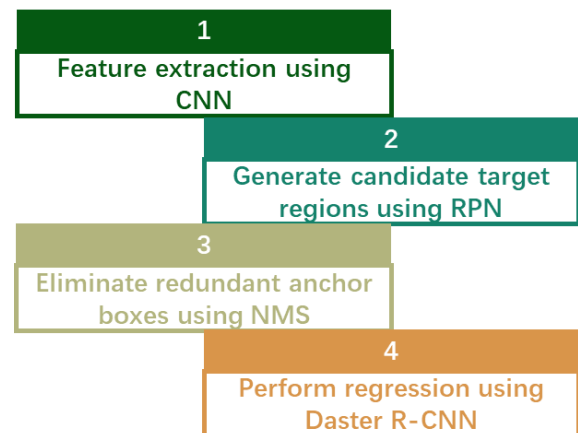 1
Feature extraction using
CNN
2
Generate candidate target
regions using RPN
3
Eliminate redundant anchor
boxes using NMS
4
Perform regression using
Daster R-CNN